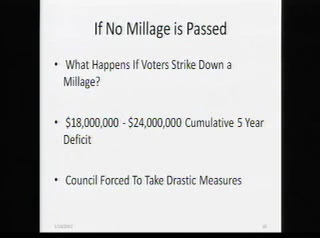 If No Millage is Passed
• What Happens If Voters Strike Down a
Millage?
• $18,000,000 - $24,000,000 Cumulative 5 Year
Deficit
• Council Forced To Take Drastic Measures